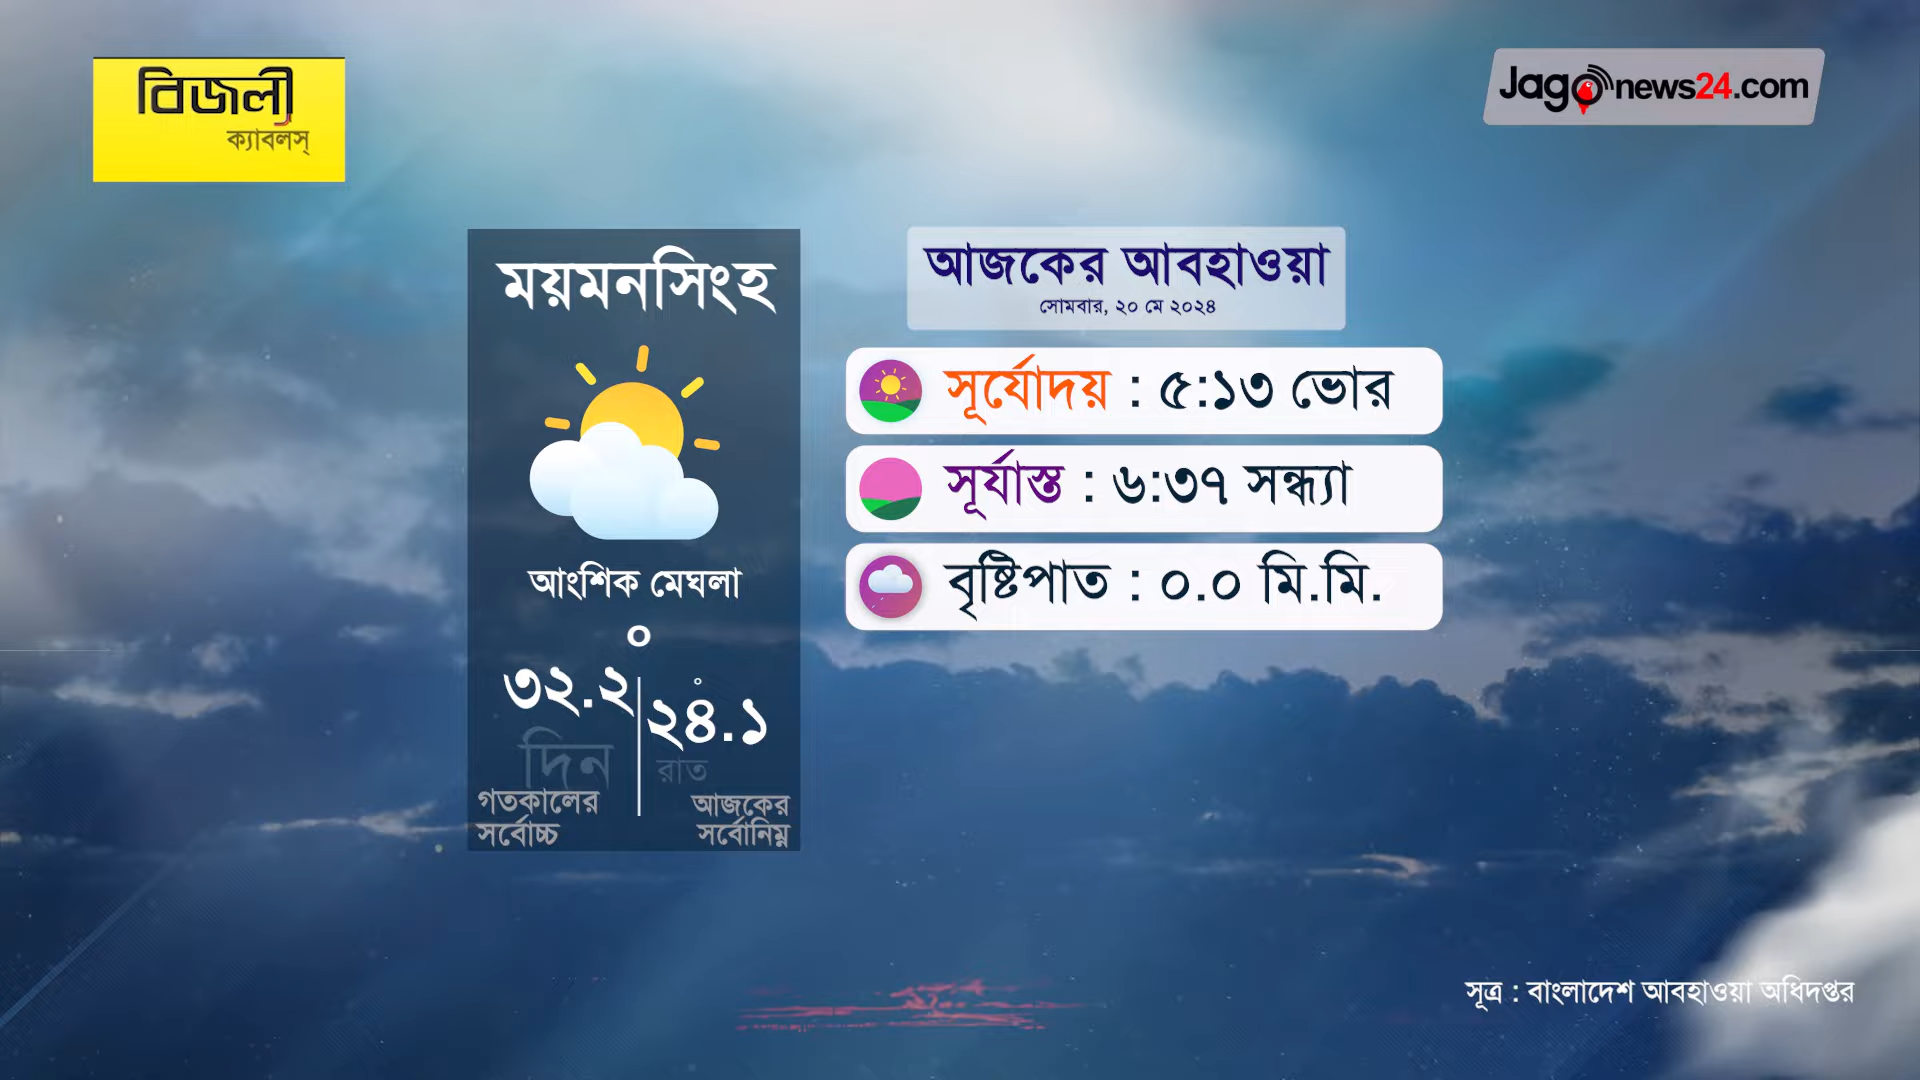 বিজলী
ক্যাবলস্
Jagonews24.com
ময়মনসিংহ
আংশিক মেঘলা
৩২.২°
২৪.১°
দিন
রাত
গতকালের
সর্বোচ্চ
আজকের
সর্বোনিম্ন
আজকের আবহাওয়া
সোমবার, ২০ মে ২০২৪
সূর্যোদয় : ৫:১৩ ভোর
সূর্যাস্ত : ৬:৩৭ সন্ধ্যা
বৃষ্টিপাত : ০.০ মি.মি.
সূত্র : বাংলাদেশ আবহাওয়া অধিদপ্তর